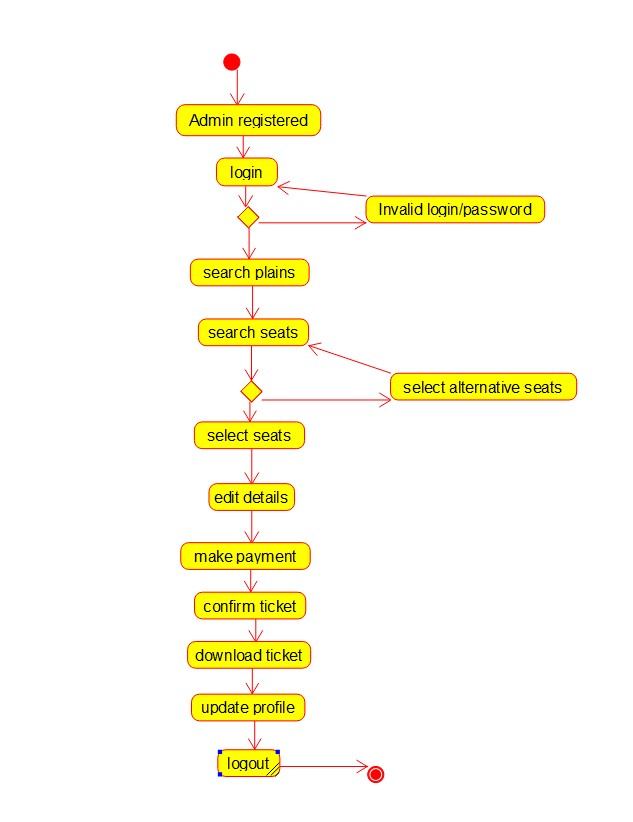 Admin registered
login
Invalid login/password
search plains
search seats
select alternative seats
select seats
edit details
make payment
confirm ticket
download ticket
update profile
logout